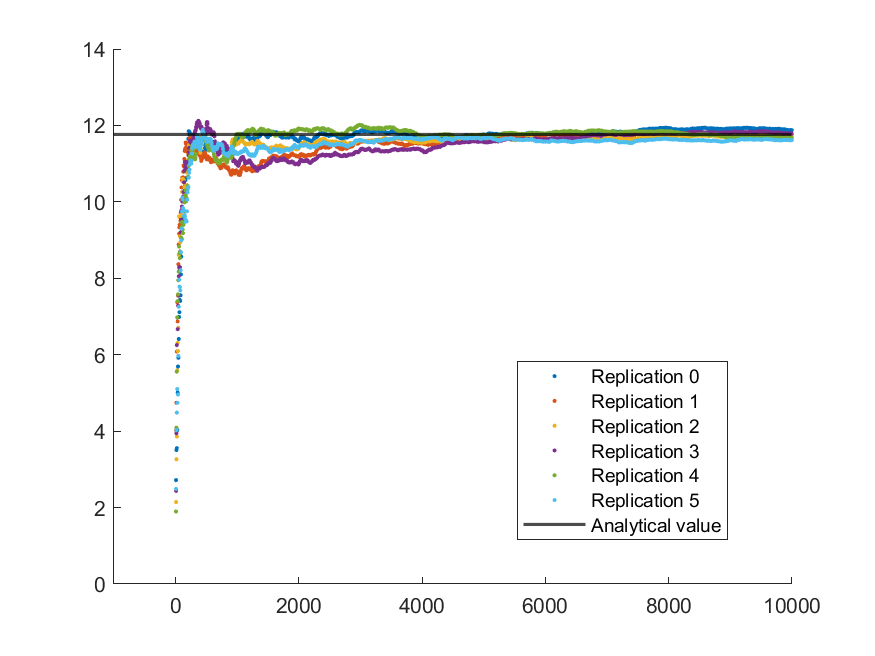 14
12
10
8
6
4
2
0
0 2000 4000 6000 8000 10000
Replication 0
Replication 1
Replication 2
Replication 3
Replication 4
Replication 5
Analytical value